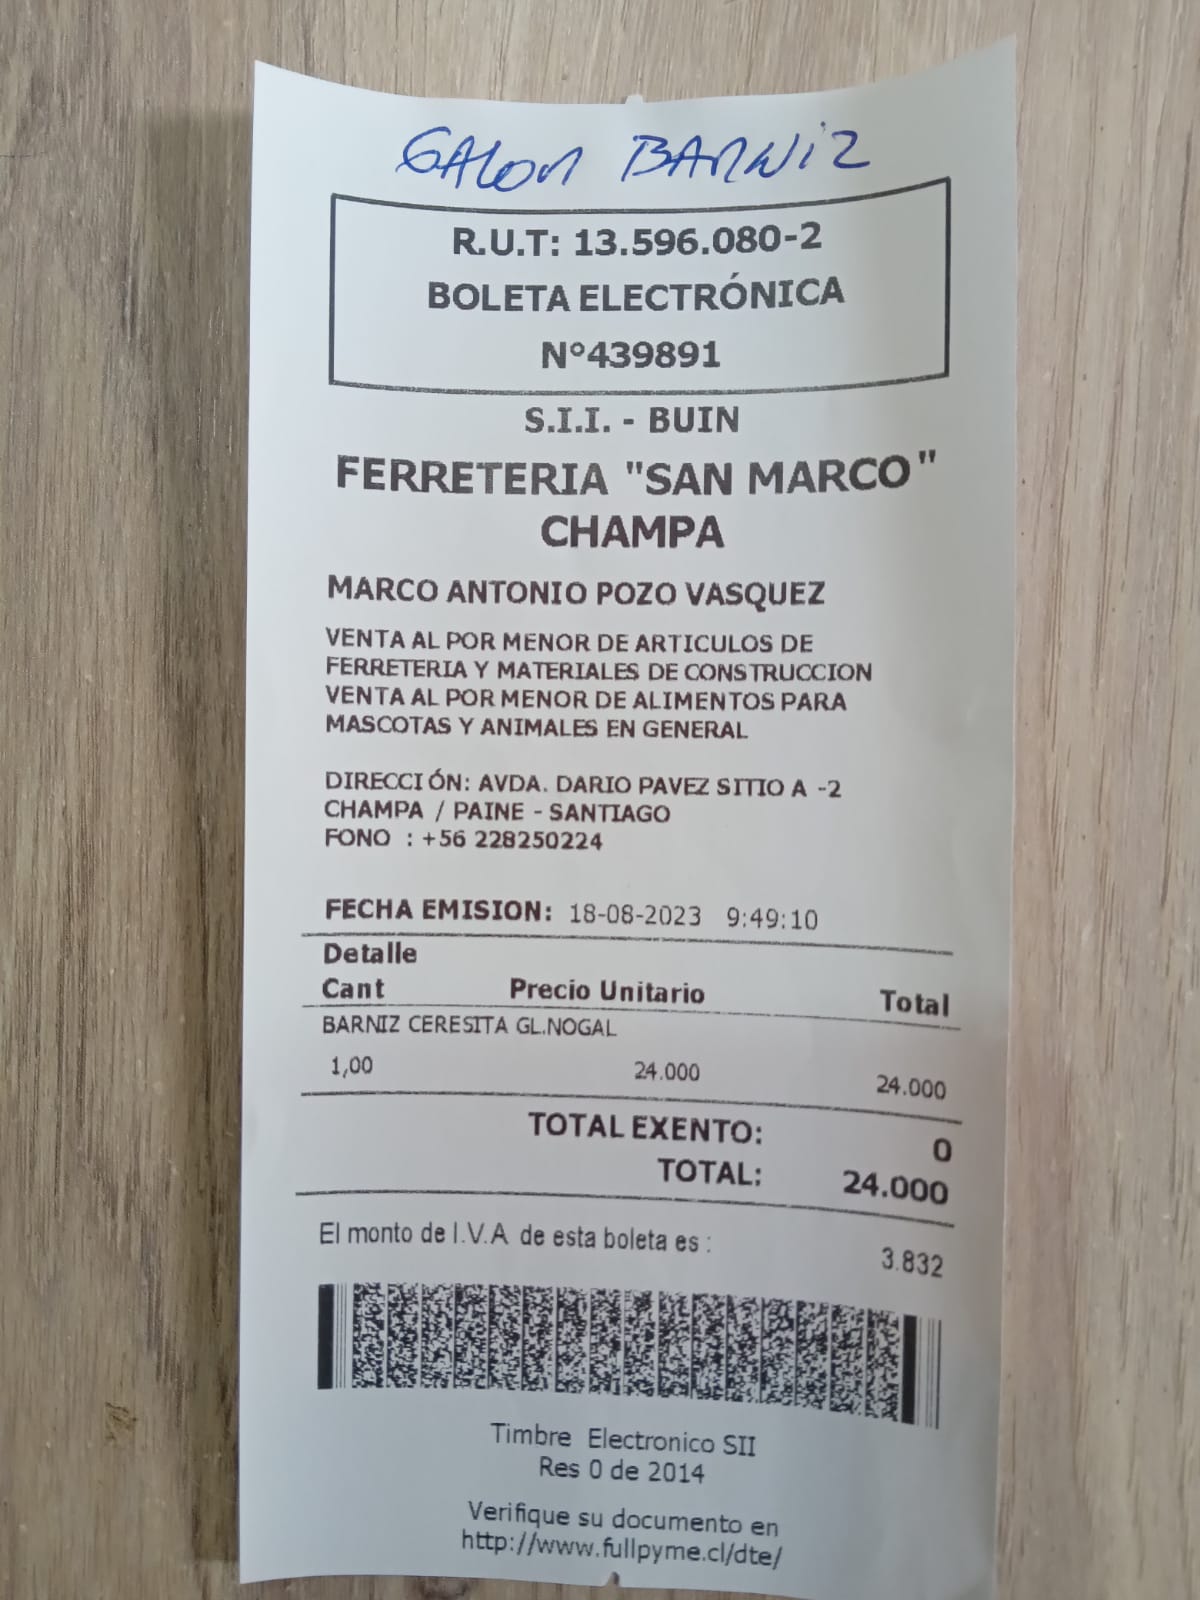 GALON BARNIZ
R.U.T: 13.596.080-2
BOLETA ELECTRÓNICA
N°439891
S.I.I. - BUIN
FERRETERIA "SAN MARCO"
CHAMPA
MARCO ANTONIO POZO VASQUEZ
VENTA AL POR MENOR DE ARTICULOS DE
FERRETERIA Y MATERIALES DE CONSTRUCCION
VENTA AL POR MENOR DE ALIMENTOS PARA
MASCOTAS Y ANIMALES EN GENERAL
DIRECCIÓN: AVDA. DARIO PAVEZ SITIO A -2
CHAMPA / PAINE - SANTIAGO
FONO : +56 228250224
FECHA EMISION: 18-08-2023 9:49:10
Detalle
Cant Precio Unitario Total
BARNIZ CERESITA GL.NOGAL
1,00 24.000 24.000
TOTAL EXENTO: 0
TOTAL: 24.000
El monto de I.V.A de esta boleta es : 3.832
Timbre Electronico SII
Res 0 de 2014
Verifique su documento en
http://www.fullpyme.cl/dte/